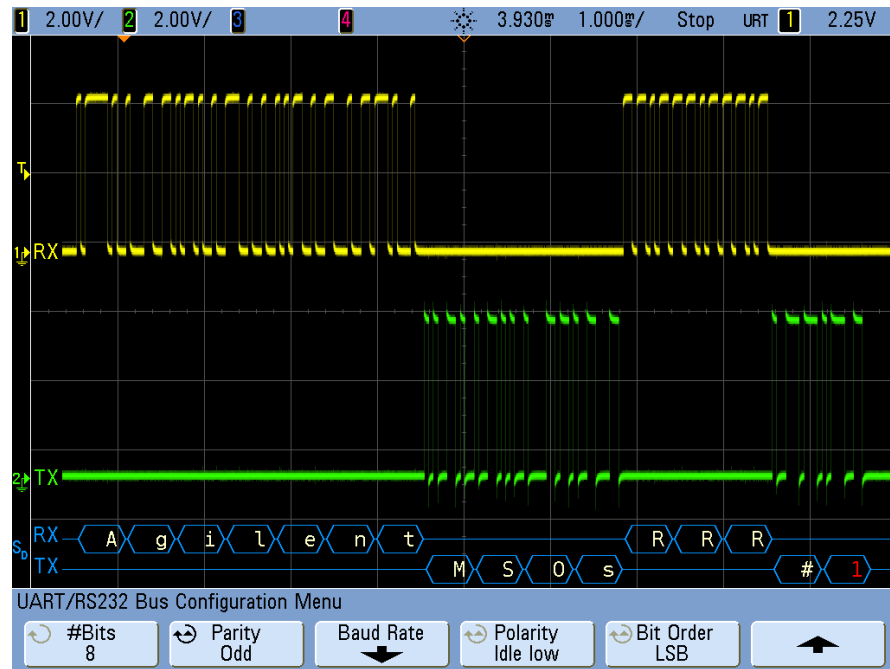 1 2.00V/ 2 2.00V/ 3 4 3.930ms 1.000ms/ Stop URT 1 2.25V
T
1 RX
2 TX
SD RX A g i l e n t R R R
TX M S O s # 1
UART/RS232 Bus Configuration Menu
#Bits Parity Baud Rate Polarity Bit Order
8 Odd Idle low LSB